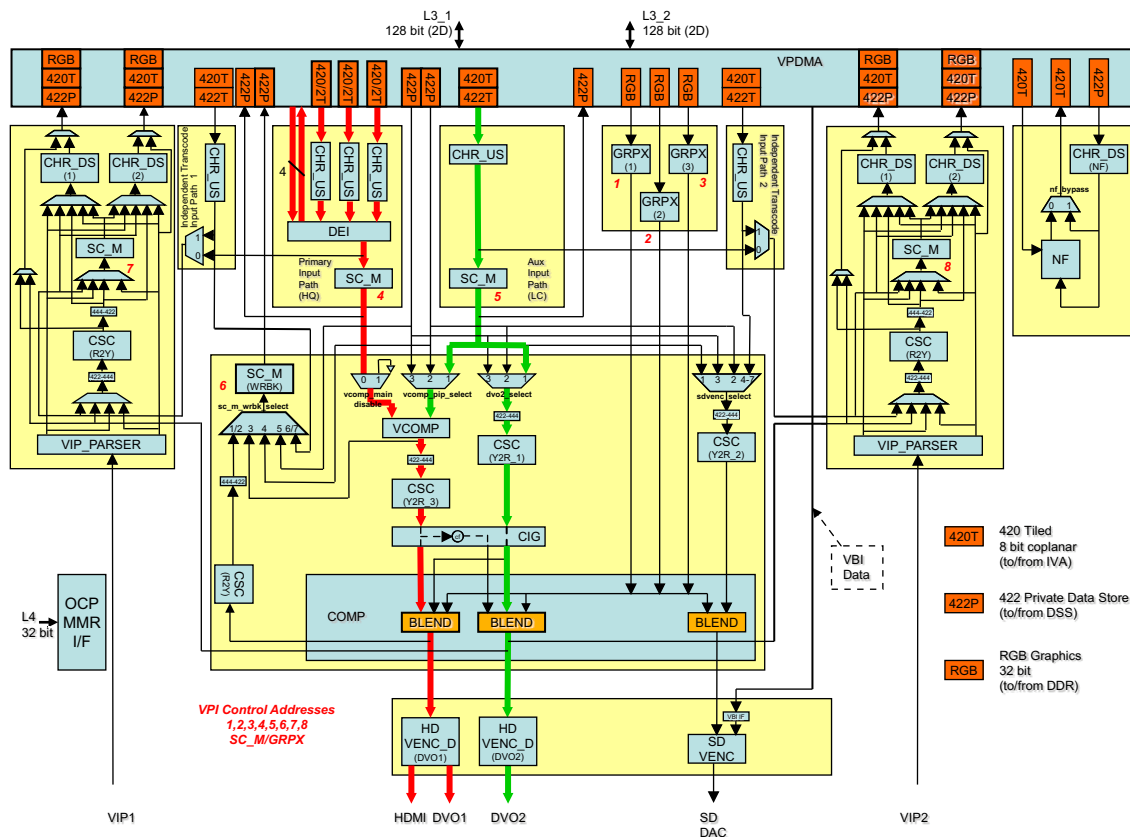 L3_1
128 bit (2D)
L3_2
128 bit (2D)
VPDMA
RGB
420T
422P
RGB
420T
422P
420T
422T
422P
422P
420/2T
420/2T
420/2T
422P
422P
420T
422T
422P
RGB
RGB
RGB
420T
422T
RGB
420T
422P
RGB
420T
422P
420T
420T
422P
CHR_DS
(1)
CHR_DS
(2)
SC_M
7
444-422
CSC
(R2Y)
422-444
VIP_PARSER
Independent Transcode
Input Path 1
CHR_US
1
0
4
CHR_US
CHR_US
CHR_US
DEI
Primary
Input
Path
(HQ)
SC_M
4
CHR_US
SC_M
5
Aux
Input
Path
(LC)
GRPX
(1)
1
GRPX
(2)
2
GRPX
(3)
3
CHR_US
Independent Transcode
Input Path 2
1
0
CHR_DS
(1)
CHR_DS
(2)
SC_M
8
444-422
CSC
(R2Y)
422-444
VIP_PARSER
CHR_DS
(NF)
nf_bypass
0 1
NF
6
SC_M
(WRBK)
sc_m_wrbk_select
1/2 3 4 5 6/7
444-422
CSC
(R2Y)
0 1
vcomp_main
disable
3 2 1
vcomp_pip_select
3 2 1
dvo2_select
1 3 2 4-7
sdvenc_select
VCOMP
422-444
CSC
(Y2R_3)
422-444
CSC
(Y2R_1)
422-444
CSC
(Y2R_2)
cf
CIG
COMP
BLEND
BLEND
BLEND
L4
32 bit
OCP
MMR
I/F
VPI Control Addresses
1,2,3,4,5,6,7,8
SC_M/GRPX
HD
VENC_D
(DVO1)
HD
VENC_D
(DVO2)
VBI IF
SD
VENC
VBI
Data
420T
420 Tiled
8 bit coplanar
(to/from IVA)
422P
422 Private Data Store
(to/from DSS)
RGB
RGB Graphics
32 bit
(to/from DDR)
VIP1
HDMI
DVO1
DVO2
SD
DAC
VIP2